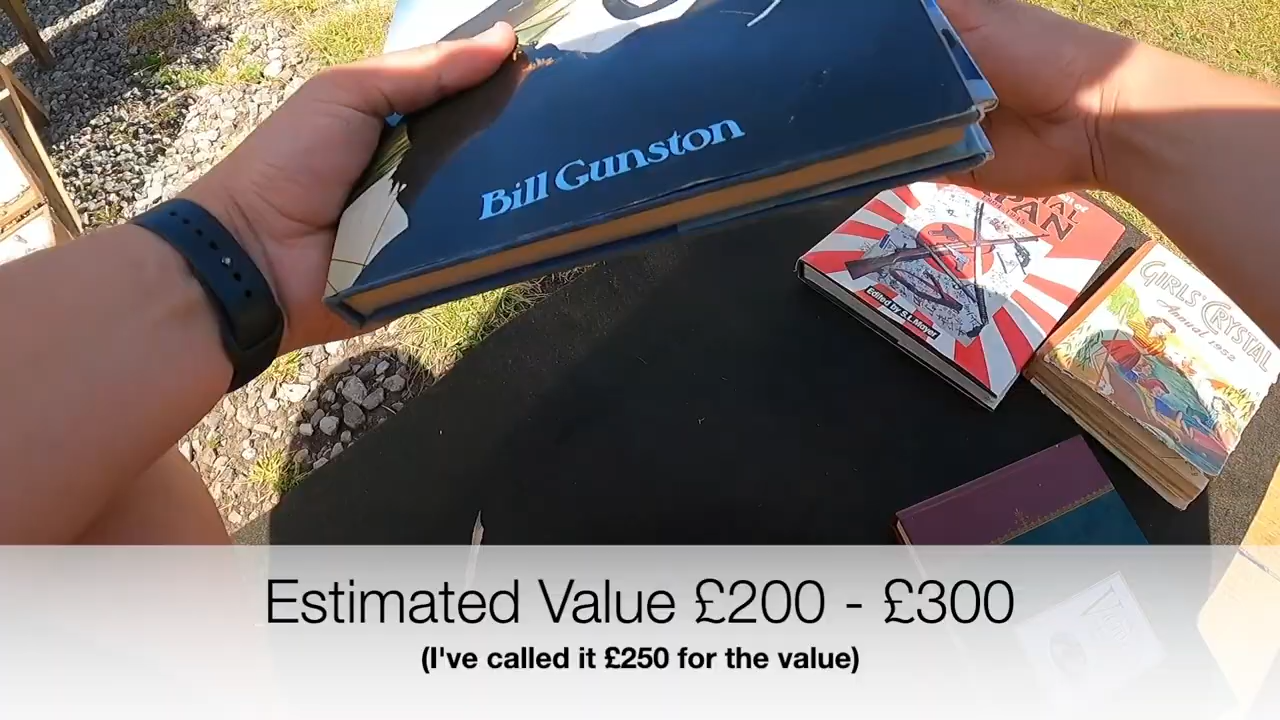 Bill Gunston
PAN
Edited by S.L. Mayer
GIRLS' CRYSTAL
Annual 1952
Estimated Value £200 - £300
(I've called it £250 for the value)